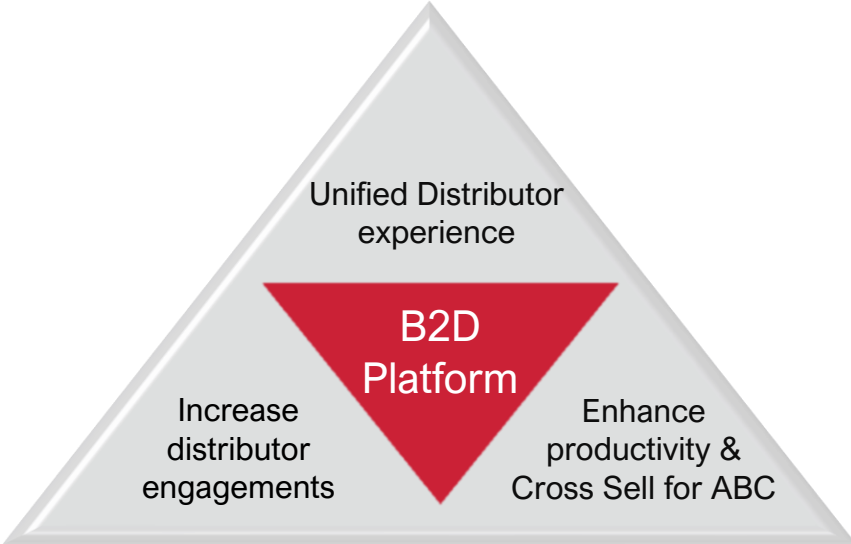 Unified Distributor
experience
B2D
Platform
Increase
distributor
engagements
Enhance
productivity &
Cross Sell for ABC